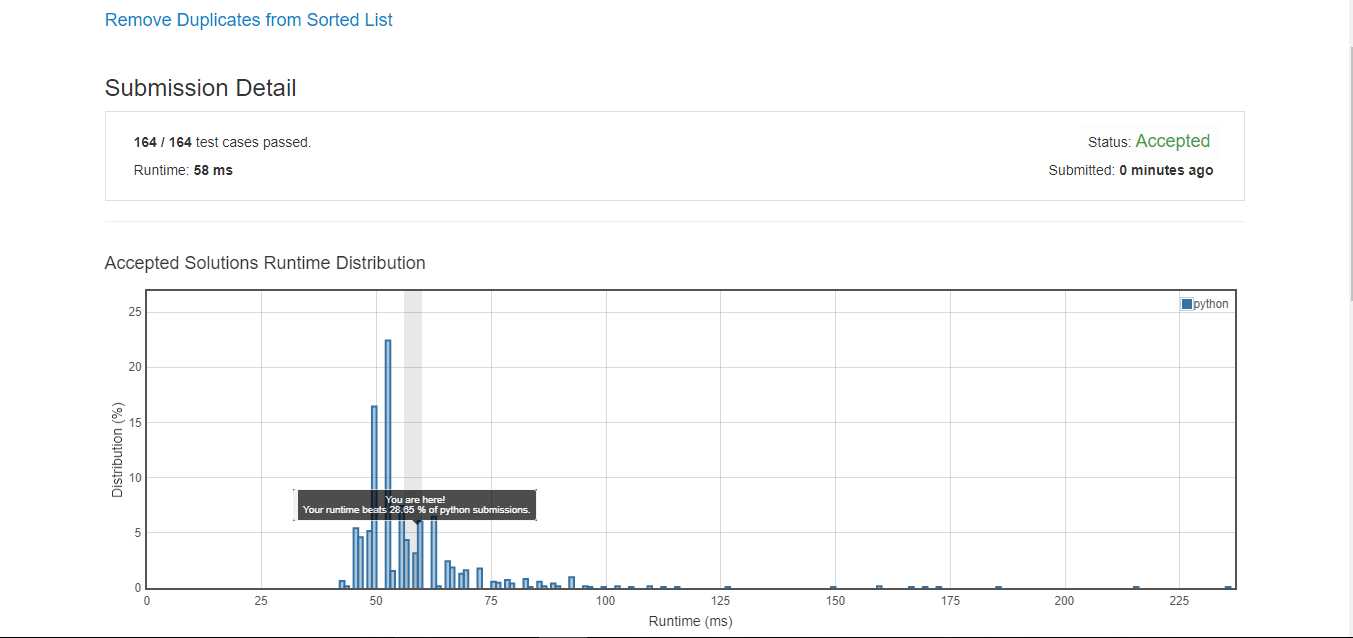 Remove Duplicates from Sorted List
Submission Detail
164 / 164 test cases passed.
Status: Accepted
Runtime: 58 ms
Submitted: 0 minutes ago
Accepted Solutions Runtime Distribution
python
25
20
15
10
5
0
Distribution (%)
You are here!
Your runtime beats 28.65 % of python submissions.
0 25 50 75 100 125 150 175 200 225
Runtime (ms)